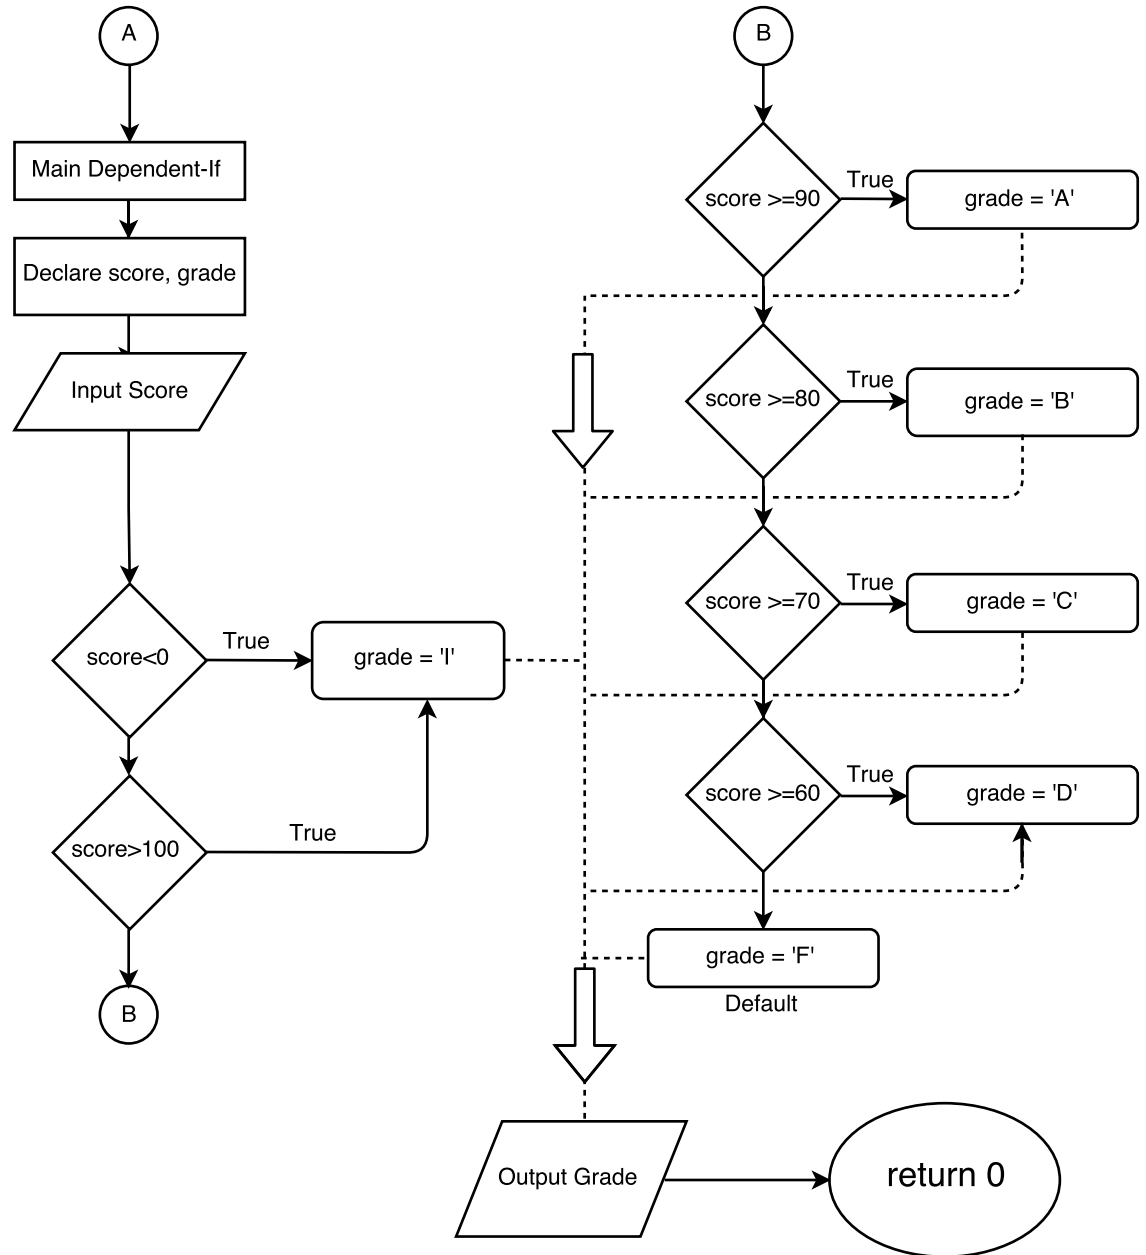 A
Main Dependent-If
Declare score, grade
Input Score
score<0
True
grade = 'I'
score>100
True
B
B
score >=90
True
grade = 'A'
score >=80
True
grade = 'B'
score >=70
True
grade = 'C'
score >=60
True
grade = 'D'
grade = 'F'
Default
Output Grade
return 0